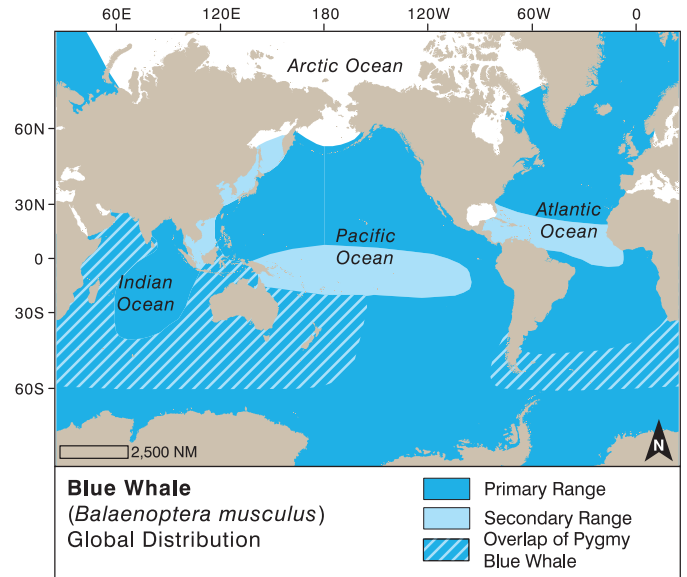 60E 120E 180 120W 60W 0
Arctic Ocean
60N
30N
Atlantic
Ocean
Pacific
Ocean
0
Indian
Ocean
30S
60S
2,500 NM
N
Blue Whale
(Balaenoptera musculus)
Global Distribution
Primary Range
Secondary Range
Overlap of Pygmy
Blue Whale